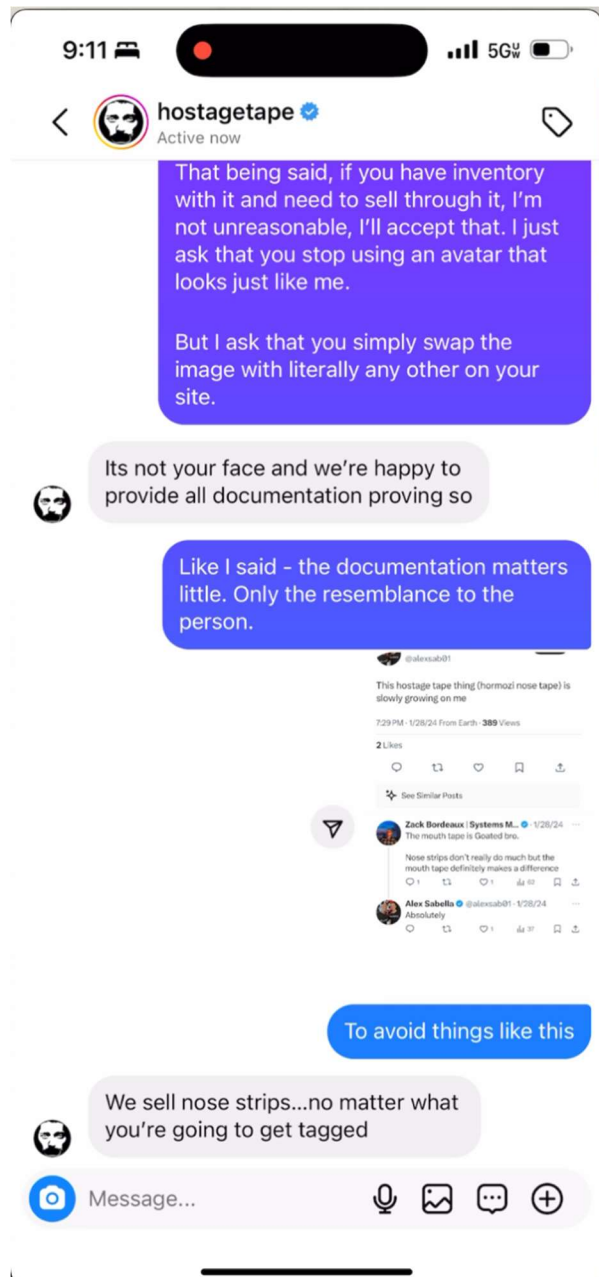 9:11
5G UW
hostagetape
Active now
That being said, if you have inventory
with it and need to sell through it, I'm
not unreasonable, I'll accept that. I just
ask that you stop using an avatar that
looks just like me.
But I ask that you simply swap the
image with literally any other on your
site.
Its not your face and we're happy to
provide all documentation proving so
Like I said - the documentation matters
little. Only the resemblance to the
person.
@alexsab01
This hostage tape thing (hormozi nose tape) is
slowly growing on me
7:29 PM · 1/28/24 From Earth · 389 Views
2 Likes
See Similar Posts
Zack Bordeaux | Systems M... · 1/28/24
The mouth tape is Goated bro.
Nose strips don't really do much but the
mouth tape definitely makes a difference
1 1 63
Alex Sabella @alexsab01 · 1/28/24
Absolutely
1 37
To avoid things like this
We sell nose strips...no matter what
you're going to get tagged
Message...